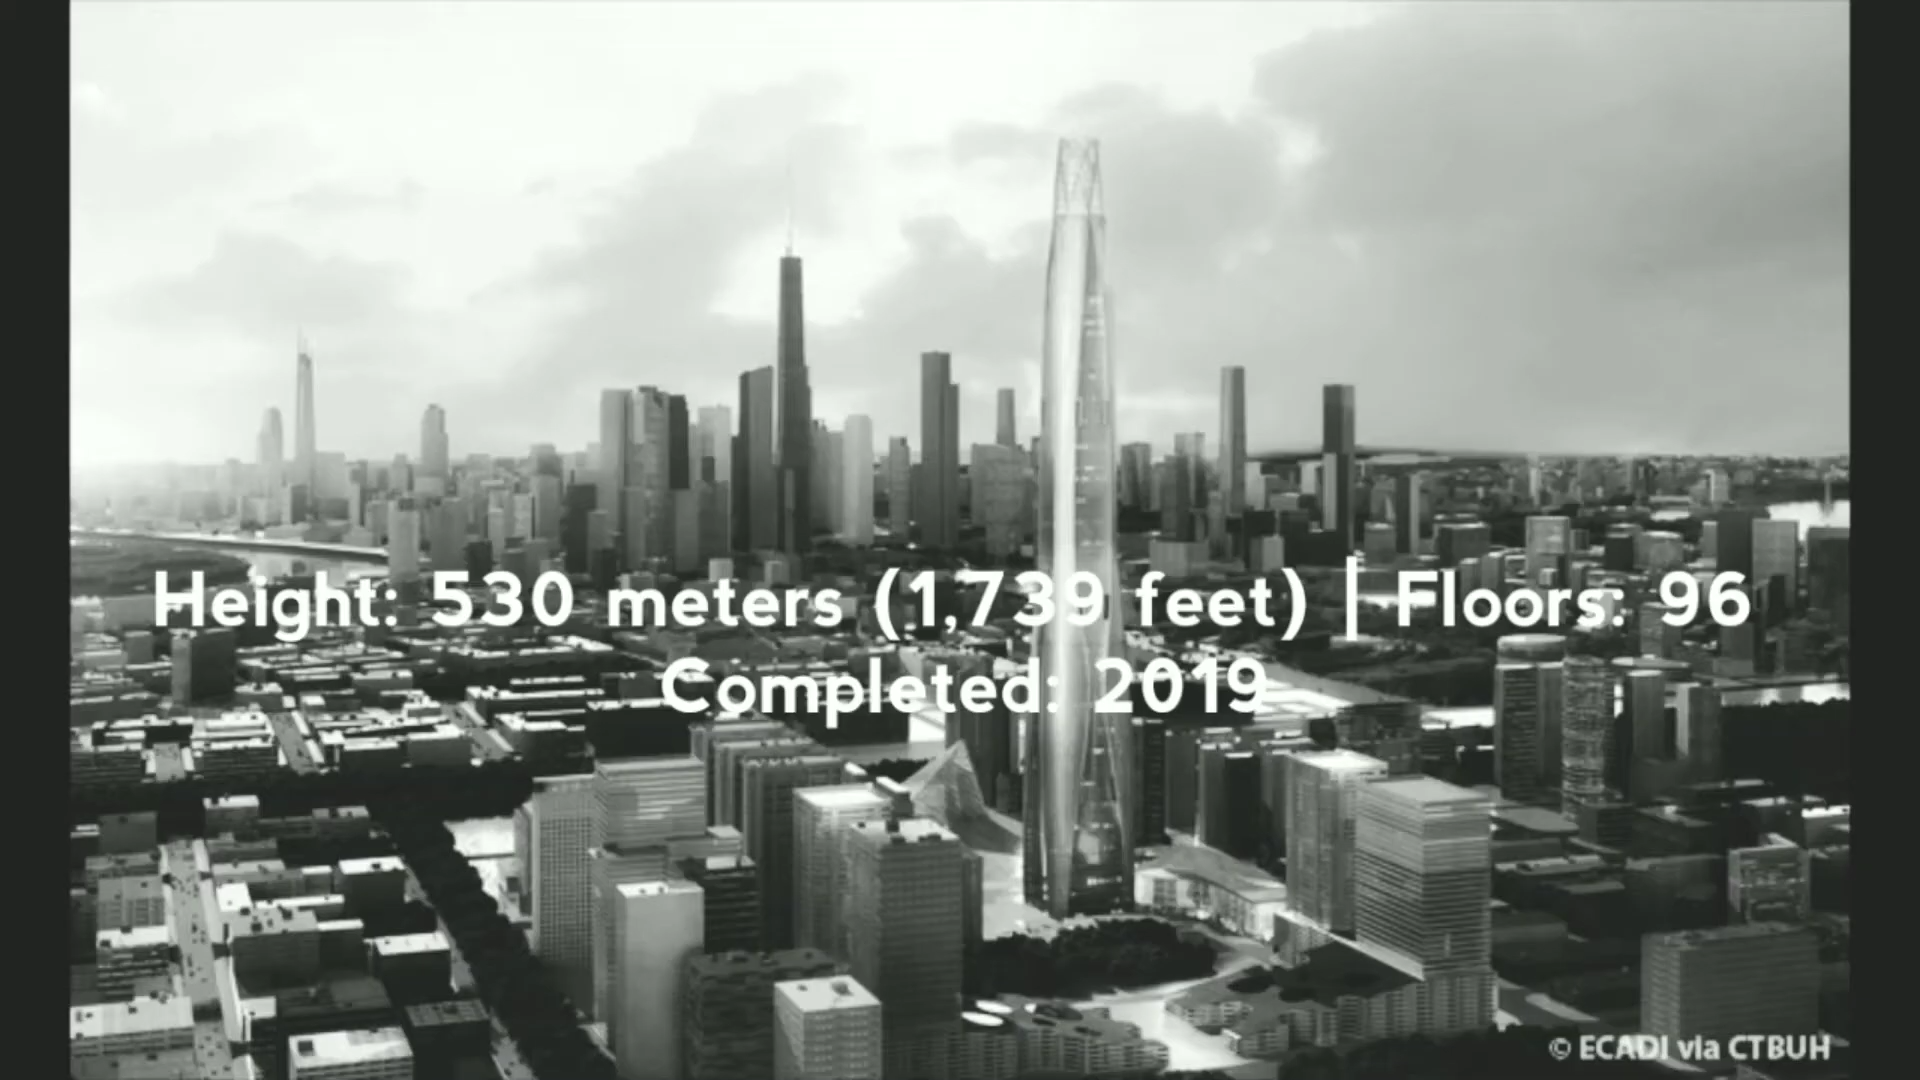 Height: 530 meters (1,739 feet) | Floors: 96
Completed: 2019
© ECADI via CTBUH